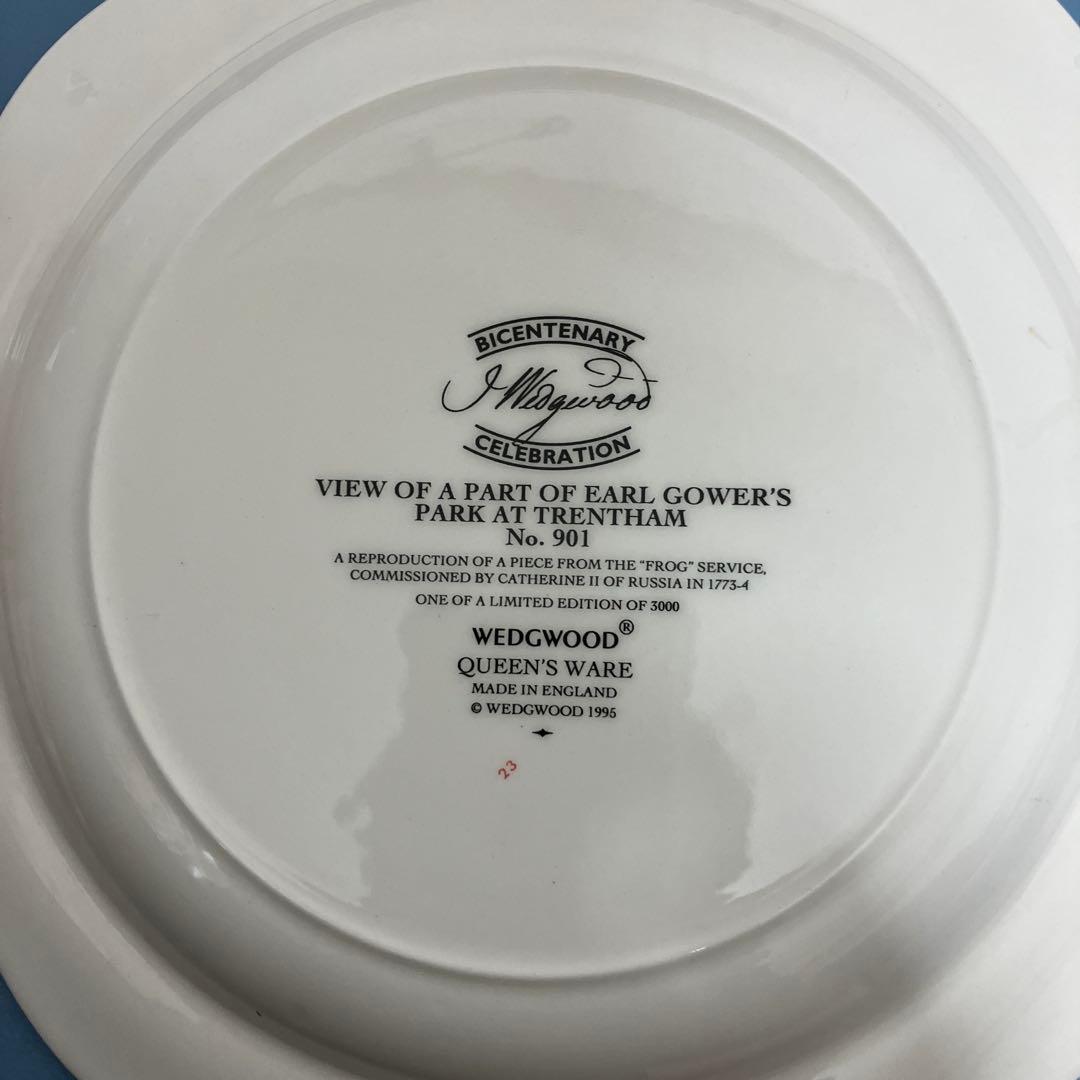 BICENTENARY
J Wedgwood
CELEBRATION
VIEW OF A PART OF EARL GOWER'S
PARK AT TRENTHAM
No. 901
A REPRODUCTION OF A PIECE FROM THE "FROG" SERVICE,
COMMISSIONED BY CATHERINE II OF RUSSIA IN 1773-4
ONE OF A LIMITED EDITION OF 3000
WEDGWOOD®
QUEEN'S WARE
MADE IN ENGLAND
© WEDGWOOD 1995
23